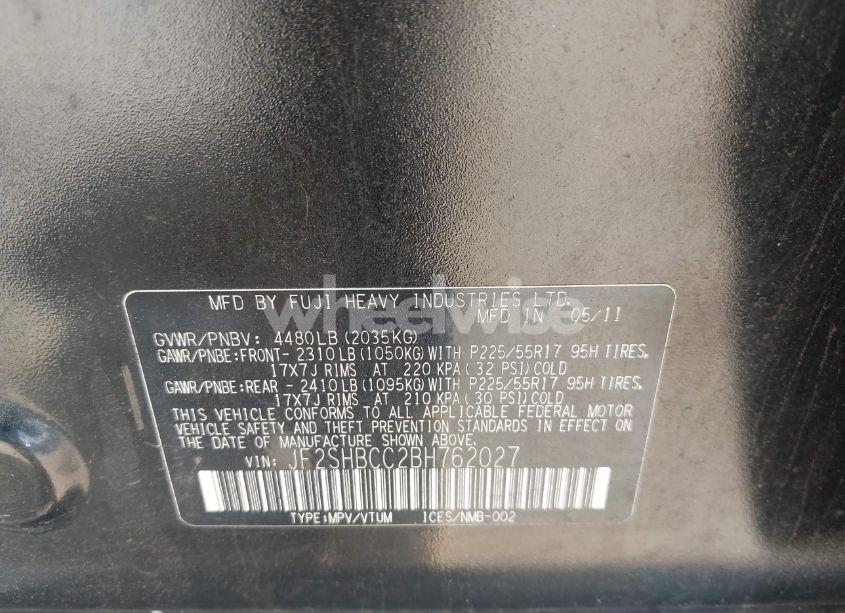 MFD BY FUJI HEAVY INDUSTRIES LTD.
MFD IN 05/11
GVWR/PNBV: 4480LB(2035KG)
GAWR/PNBE:FRONT- 2310LB(1050KG)WITH P225/55R17 95H TIRES,
17X7J RIMS AT 220 KPA(32 PSI)COLD
GAWR/PNBE:REAR - 2410LB(1095KG)WITH P225/55R17 95H TIRES,
17X7J RIMS AT 210 KPA(30 PSI)COLD
THIS VEHICLE CONFORMS TO ALL APPLICABLE FEDERAL MOTOR
VEHICLE SAFETY AND THEFT PREVENTION STANDARDS IN EFFECT ON
THE DATE OF MANUFACTURE SHOWN ABOVE.
VIN: JF2SHBCC2BH762027
TYPE:MPV/VTUM ICES/NMB-002
wheelwise